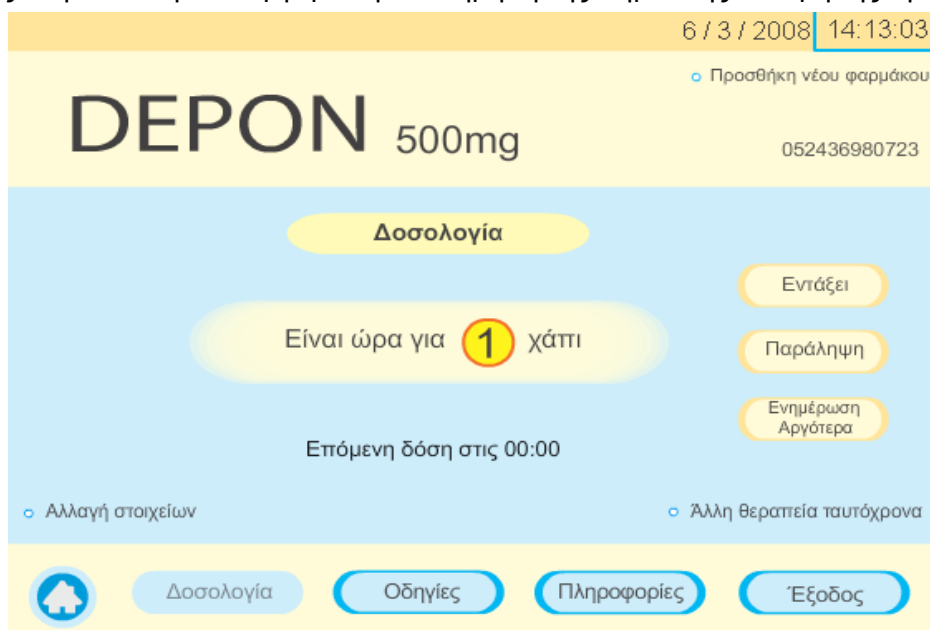 6 / 3 / 2008 14:13:03
Προσθήκη νέου φαρμάκου
DEPON 500mg
052436980723
Δοσολογία
Εντάξει
Είναι ώρα για 1 χάπι
Παράληψη
Ενημέρωση
Αργότερα
Επόμενη δόση στις 00:00
Αλλαγή στοιχείων
Άλλη θεραπεία ταυτόχρονα
Δοσολογία
Οδηγίες
Πληροφορίες
Έξοδος